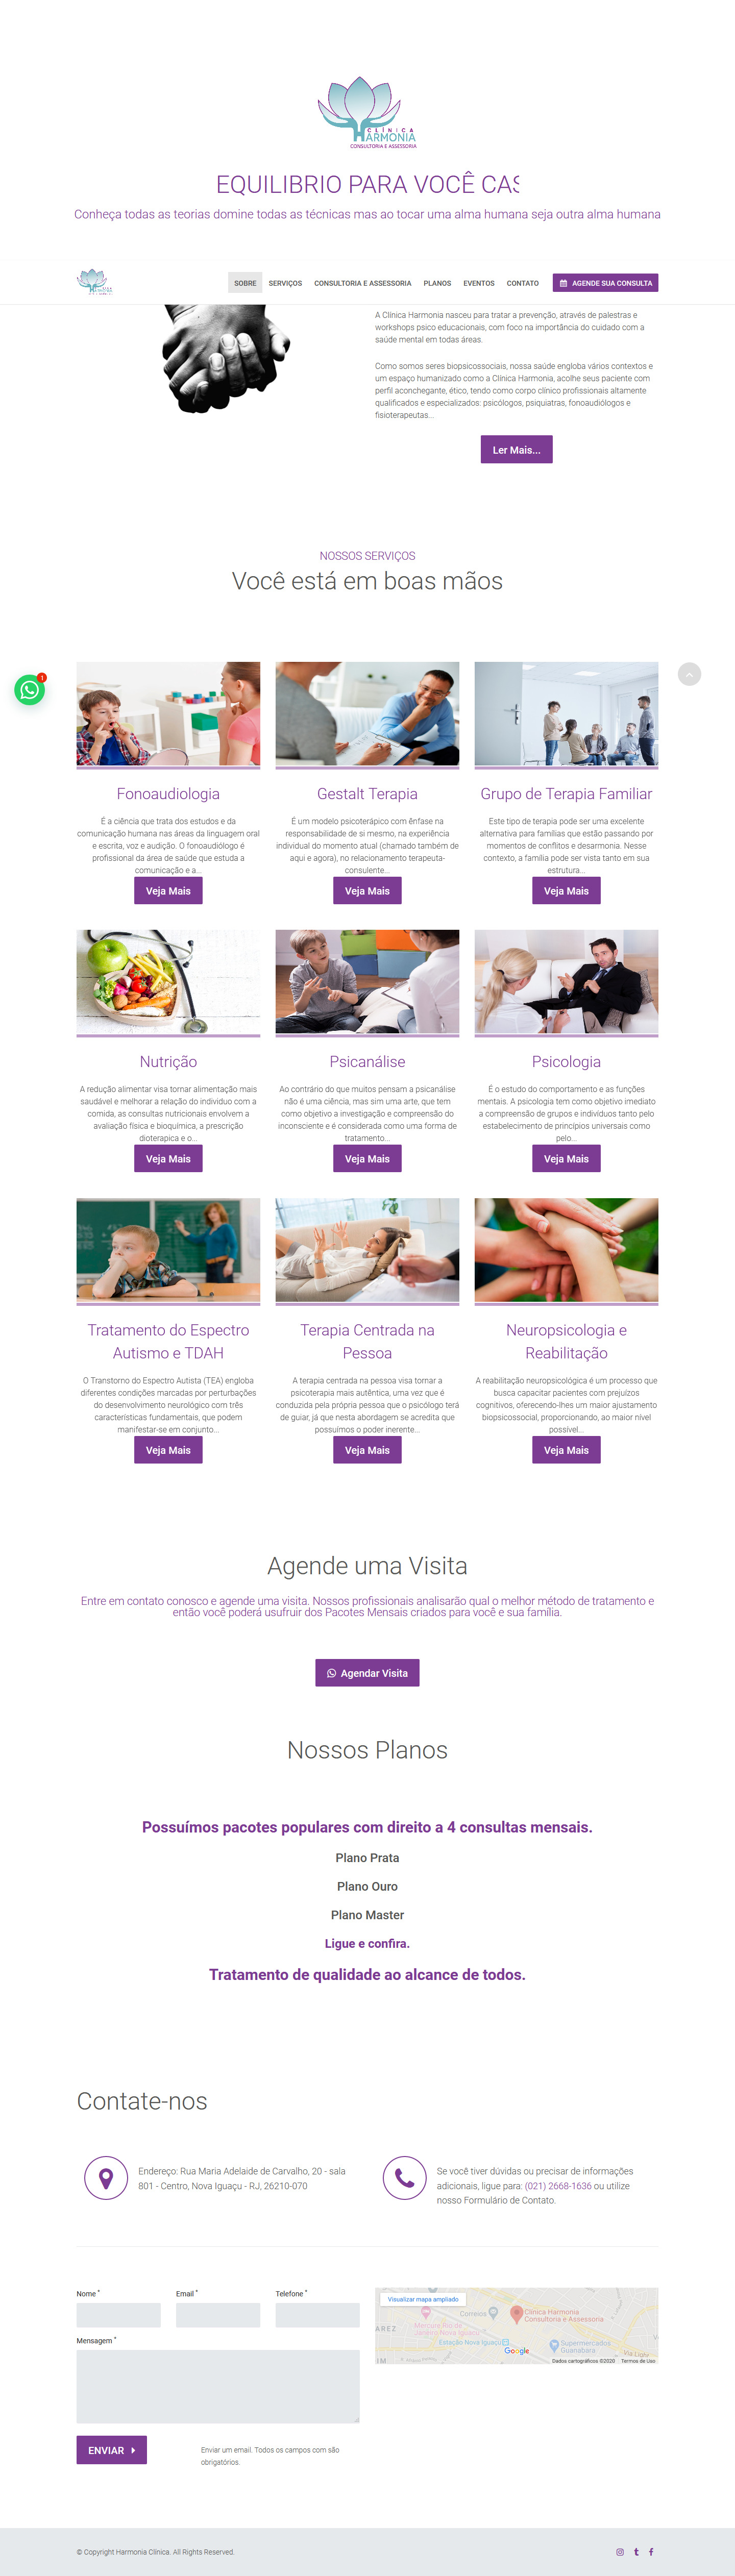 CLÍNICA
HARMONIA
CONSULTORIA E ASSESSORIA
EQUILIBRIO PARA VOCÊ CAS
Conheça todas as teorias domine todas as técnicas mas ao tocar uma alma humana seja outra alma humana
SOBRE SERVIÇOS CONSULTORIA E ASSESSORIA PLANOS EVENTOS CONTATO AGENDE SUA CONSULTA
A Clínica Harmonia nasceu para tratar a prevenção, através de palestras e
workshops psico educacionais, com foco na importância do cuidado com a
saúde mental em todas áreas.
Como somos seres biopsicossociais, nossa saúde engloba vários contextos e
um espaço humanizado como a Clínica Harmonia, acolhe seus paciente com
perfil aconchegante, ético, tendo como corpo clínico profissionais altamente
qualificados e especializados: psicólogos, psiquiatras, fonoaudiólogos e
fisioterapeutas...
Ler Mais...
NOSSOS SERVIÇOS
Você está em boas mãos
1
Fonoaudiologia
É a ciência que trata dos estudos e da
comunicação humana nas áreas da linguagem oral
e escrita, voz e audição. O fonoaudiólogo é
profissional da área de saúde que estuda a
comunicação e a...
Veja Mais
Gestalt Terapia
É um modelo psicoterápico com ênfase na
responsabilidade de si mesmo, na experiência
individual do momento atual (chamado também de
aqui e agora), no relacionamento terapeuta-
consulente...
Veja Mais
Grupo de Terapia Familiar
Este tipo de terapia pode ser uma excelente
alternativa para famílias que estão passando por
momentos de conflitos e desarmonia. Nesse
contexto, a família pode ser vista tanto em sua
estrutura...
Veja Mais
Nutrição
A redução alimentar visa tornar alimentação mais
saudável e melhorar a relação do individuo com a
comida, as consultas nutricionais envolvem a
avaliação física e bioquímica, a prescrição
dioterapica e o...
Veja Mais
Psicanálise
Ao contrário do que muitos pensam a psicanálise
não é uma ciência, mas sim uma arte, que tem
como objetivo a investigação e compreensão do
inconsciente e é considerada como uma forma de
tratamento...
Veja Mais
Psicologia
É o estudo do comportamento e as funções
mentais. A psicologia tem como objetivo imediato
a compreensão de grupos e indivíduos tanto pelo
estabelecimento de princípios universais como
pelo...
Veja Mais
Tratamento do Espectro
Autismo e TDAH
O Transtorno do Espectro Autista (TEA) engloba
diferentes condições marcadas por perturbações
do desenvolvimento neurológico com três
características fundamentais, que podem
manifestar-se em conjunto...
Veja Mais
Terapia Centrada na
Pessoa
A terapia centrada na pessoa visa tornar a
psicoterapia mais autêntica, uma vez que é
conduzida pela própria pessoa que o psicólogo terá
de guiar, já que nesta abordagem se acredita que
possuímos o poder inerente...
Veja Mais
Neuropsicologia e
Reabilitação
A reabilitação neuropsicológica é um processo que
busca capacitar pacientes com prejuízos
cognitivos, oferecendo-lhes um maior ajustamento
biopsicossocial, proporcionando, ao maior nível
possível...
Veja Mais
Agende uma Visita
Entre em contato conosco e agende uma visita. Nossos profissionais analisarão qual o melhor método de tratamento e
então você poderá usufruir dos Pacotes Mensais criados para você e sua família.
Agendar Visita
Nossos Planos
Possuímos pacotes populares com direito a 4 consultas mensais.
Plano Prata
Plano Ouro
Plano Master
Ligue e confira.
Tratamento de qualidade ao alcance de todos.
Contate-nos
Endereço: Rua Maria Adelaide de Carvalho, 20 - sala
801 - Centro, Nova Iguaçu - RJ, 26210-070
Se você tiver dúvidas ou precisar de informações
adicionais, ligue para: (021) 2668-1636 ou utilize
nosso Formulário de Contato.
Nome * Email * Telefone *
Mensagem *
ENVIAR
Enviar um email. Todos os campos com são
obrigatórios.
Visualizar mapa ampliado
Correios
Clínica Harmonia
Consultoria e Assessoria
AREZ
Mercure Rio de
Janeiro Nova Iguaçu
Estação Nova Iguaçu
Supermercados
Guanabara
Google
Via Light
Dados cartográficos ©2020 Termos de Uso
© Copyright Harmonia Clínica. All Rights Reserved.